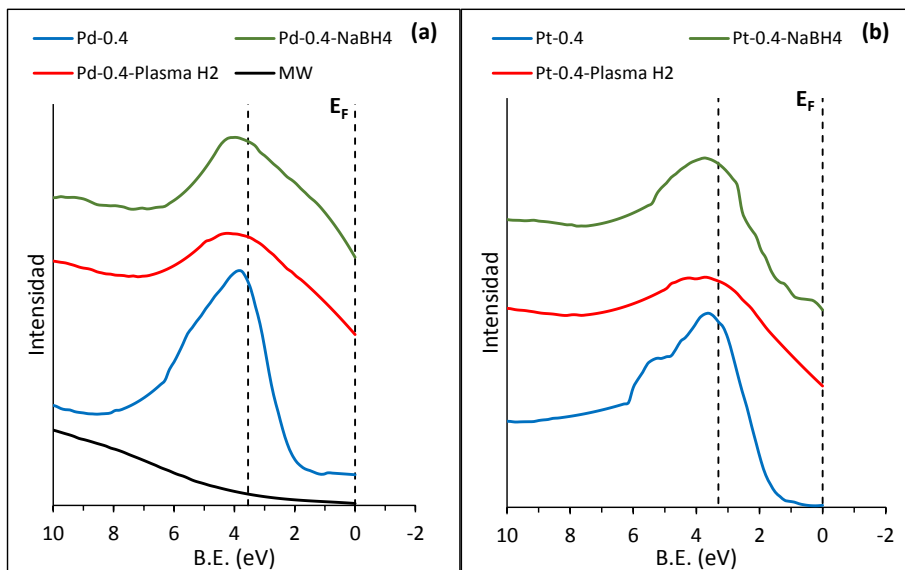 (a)
Pd-0.4 Pd-0.4-NaBH4
Pd-0.4-Plasma H2 MW
E_F
Intensidad
10 8 6 4 2 0 -2
B.E. (eV)
(b)
Pt-0.4 Pt-0.4-NaBH4
Pt-0.4-Plasma H2
E_F
Intensidad
10 8 6 4 2 0 -2
B.E. (eV)